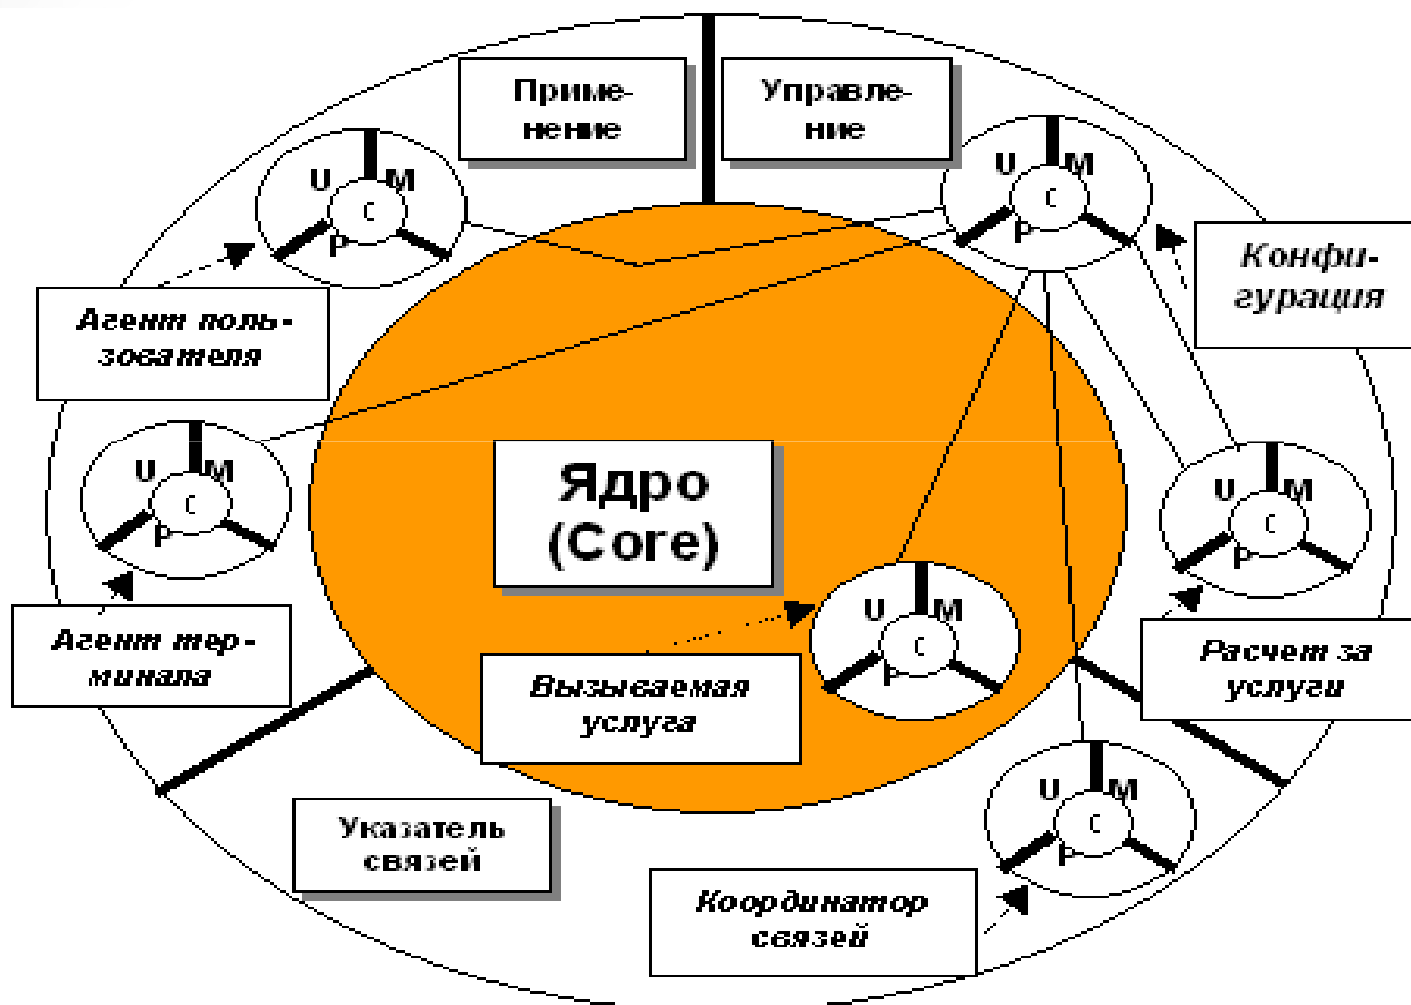 Приме-
нение
Управле-
ние
U M
C
P
U M
C
P
Конфи-
гурация
Агент поль-
зователя
U M
C
P
Ядро
(Core)
U M
C
P
Агент тер-
минала
U M
C
P
Вызываемая
услуга
Расчет за
услуги
U M
C
P
Указатель
связей
Координатор
связей